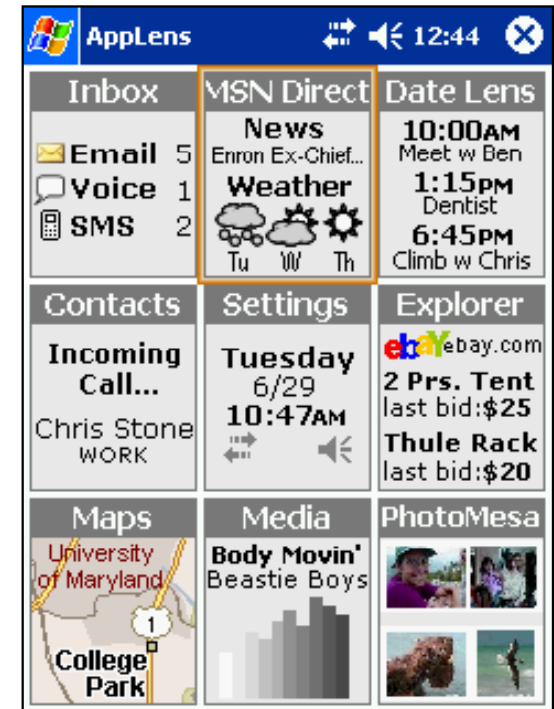 AppLens 12:44
Inbox
Email 5
Voice 1
SMS 2
MSN Direct
News
Enron Ex-Chief...
Weather
Tu W Th
Date Lens
10:00AM
Meet w Ben
1:15PM
Dentist
6:45PM
Climb w Chris
Contacts
Incoming
Call...
Chris Stone
WORK
Settings
Tuesday
6/29
10:47AM
Explorer
ebaY ebay.com
2 Prs. Tent
last bid:$25
Thule Rack
last bid:$20
Maps
University
of Maryland
1
College
Park
Media
Body Movin'
Beastie Boys
PhotoMesa